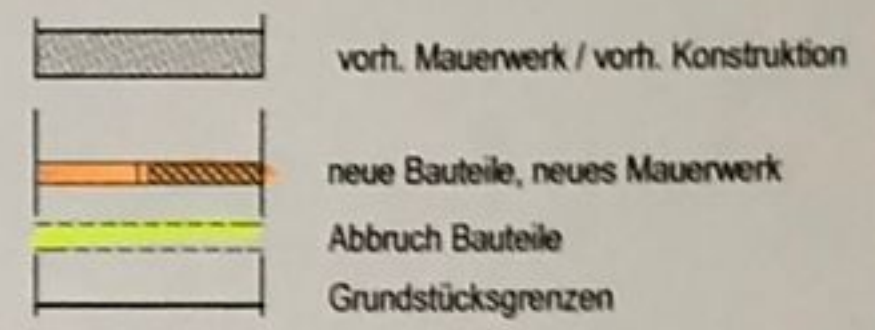 vorh. Mauerwerk / vorh. Konstruktion
neue Bauteile, neues Mauerwerk
Abbruch Bauteile
Grundstücksgrenzen